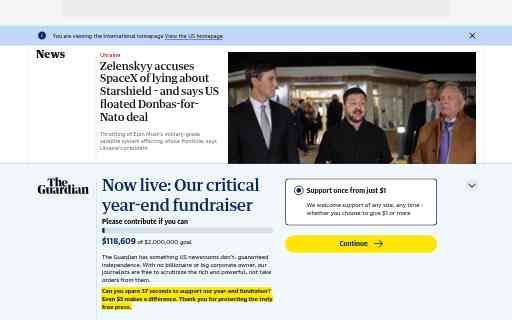 You are viewing the International homepage View the US homepage
News
Ukraine
Zelenskyy accuses
SpaceX of lying about
Starshield – and says US
floated Donbas-for-
Nato deal
Throttling of Elon Musk's military-grade
satellite system affecting whole frontline, says
Ukraine's president
The
Guardian
Now live: Our critical
year-end fundraiser
Please contribute if you can
$118,609 of $2,000,000 goal
The Guardian has something US newsrooms don't: guaranteed
independence. With no billionaire or big corporate owner, our
journalists are free to scrutinise the rich and powerful, not take
orders from them.
Can you spare 37 seconds to support our year-end fundraiser?
Even $3 makes a difference. Thank you for protecting the truly
free press.
Support once from just $1
We welcome support of any size, any time -
whether you choose to give $1 or more
Continue